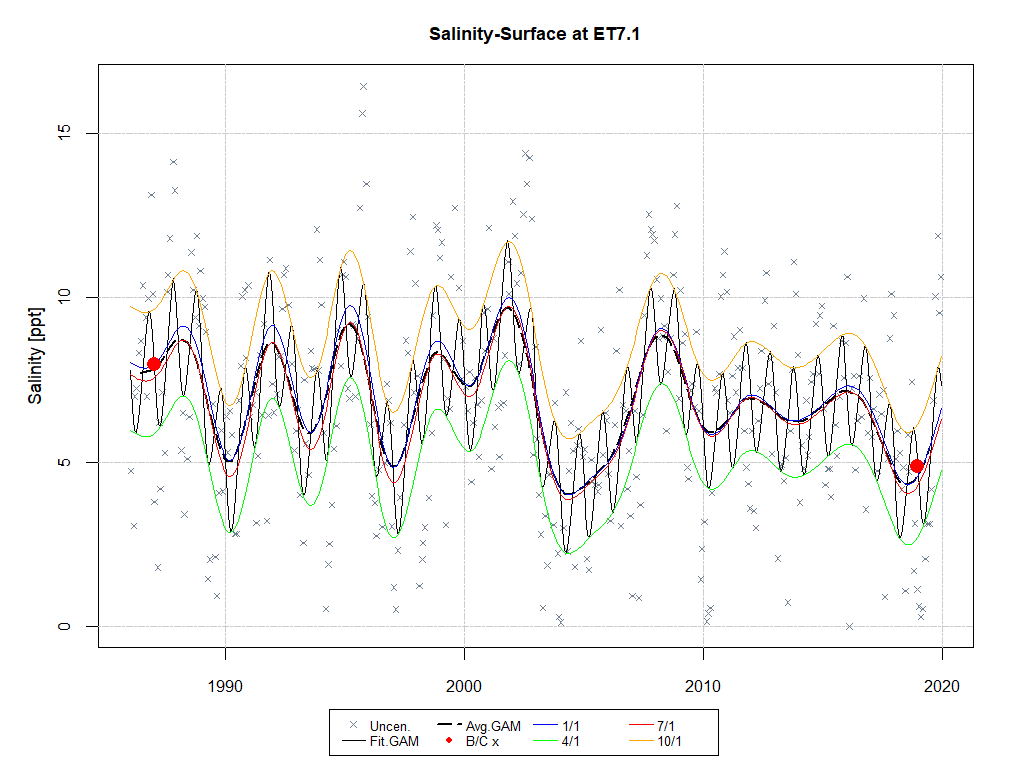 Salinity-Surface at ET7.1
Salinity [ppt]
15
10
5
0
1990 2000 2010 2020
Uncen. Avg.GAM 1/1 7/1
Fit.GAM B/C x 4/1 10/1